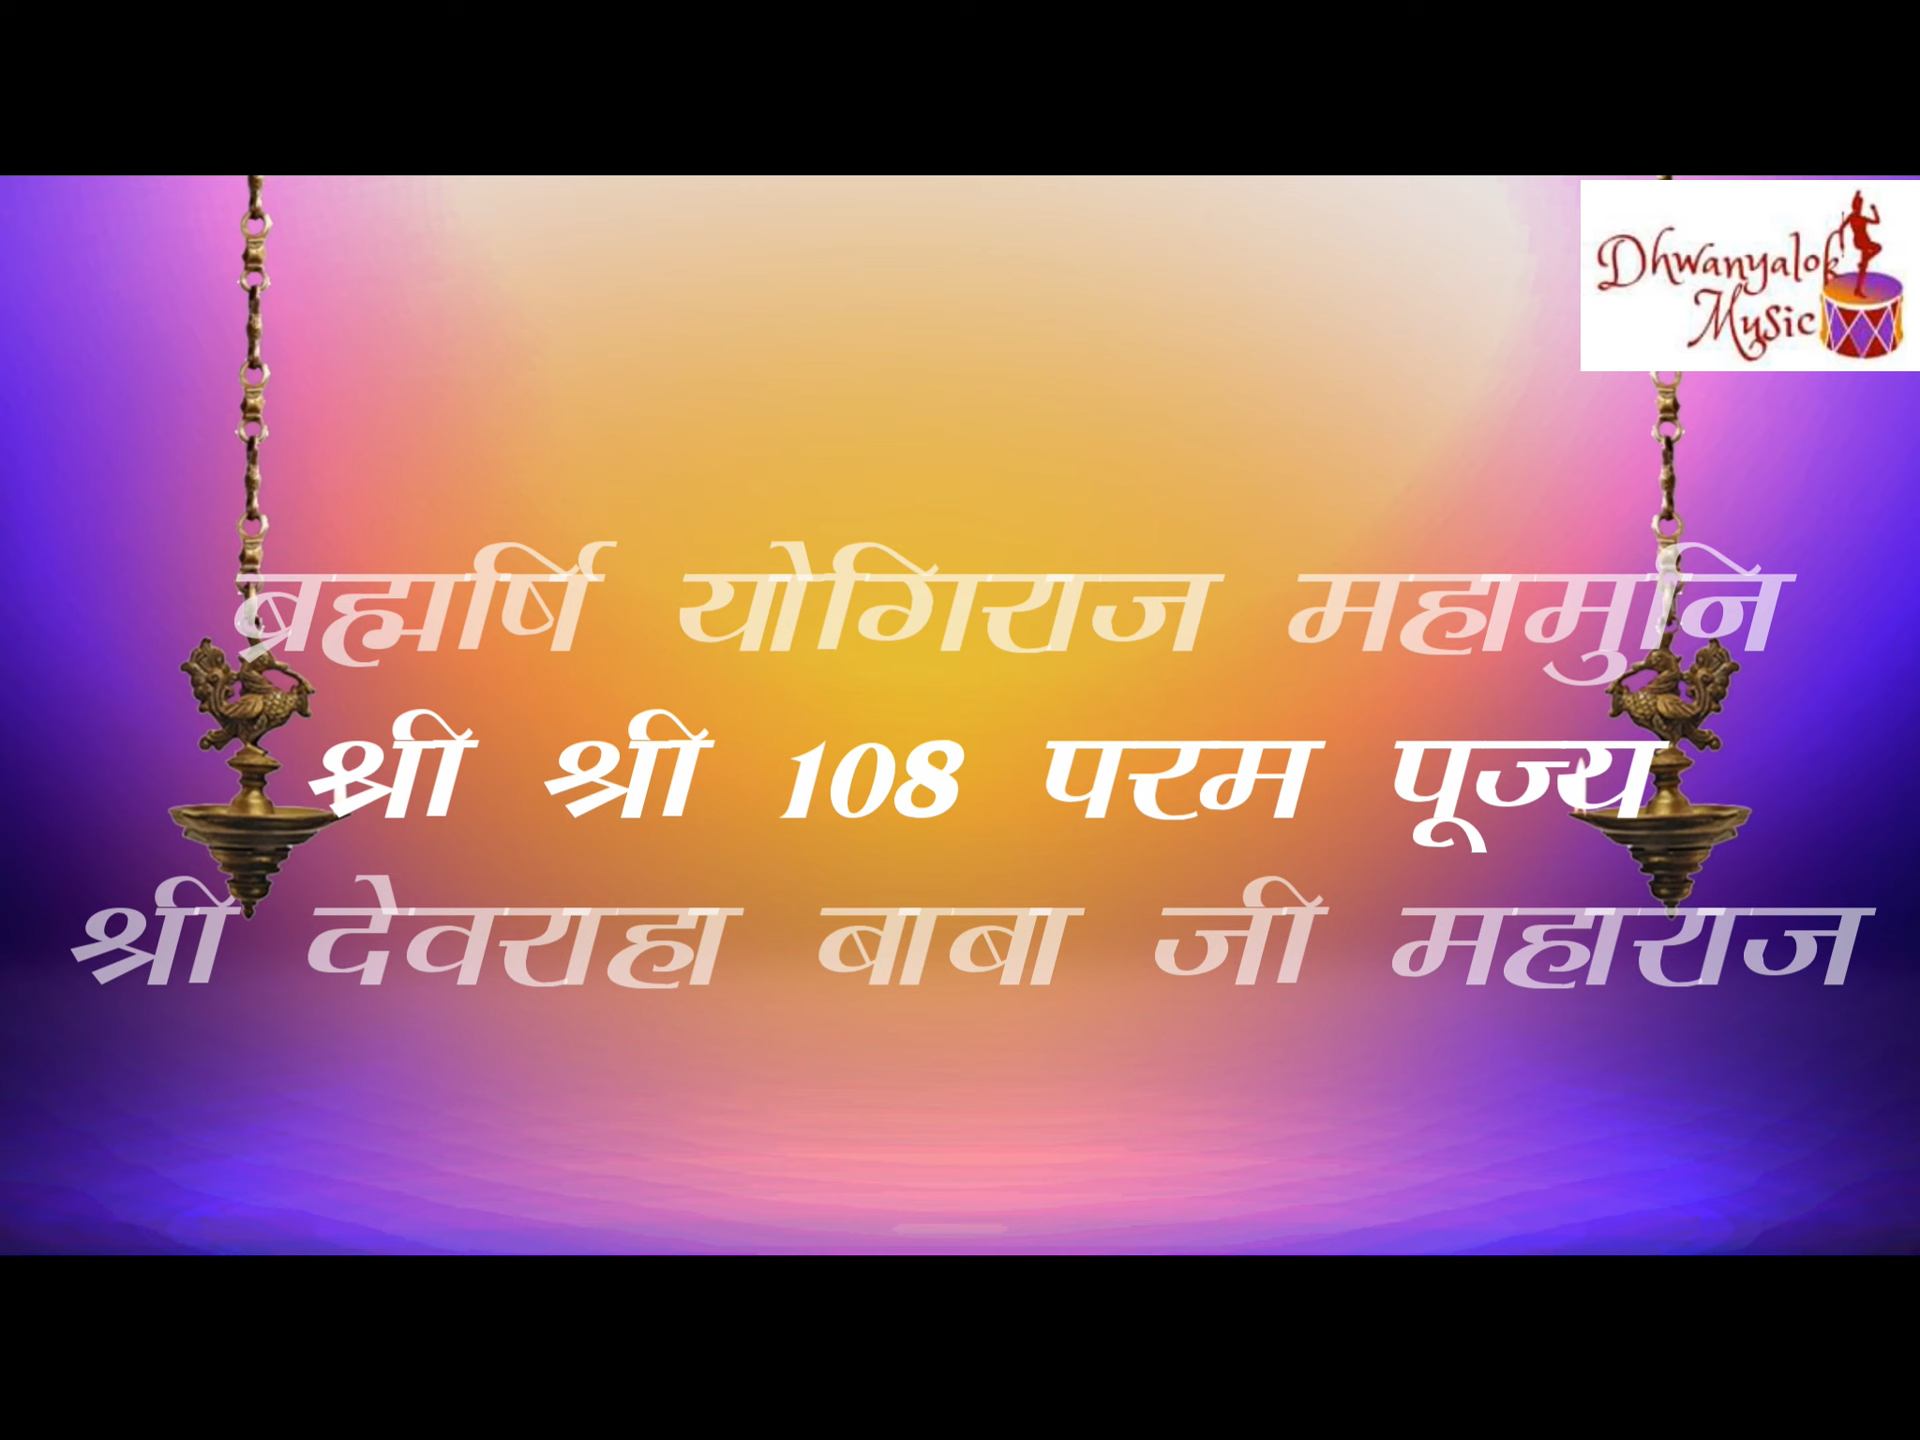 Dhwanyalok
Music
ब्रह्मर्षि योगिराज महामुनि
श्री श्री 108 परम पूज्य
श्री देवराहा बाबा जी महाराज